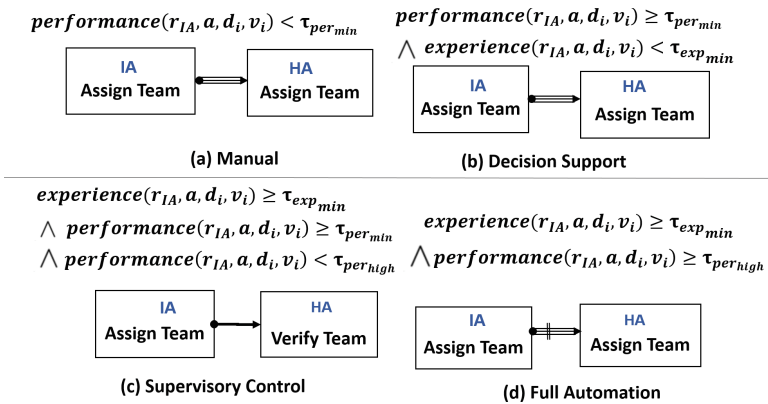 performance(r_IA, a, d_i, v_i) < τ_per_min
IA
Assign Team
HA
Assign Team
(a) Manual
performance(r_IA, a, d_i, v_i) ≥ τ_per_min
∧ experience(r_IA, a, d_i, v_i) < τ_exp_min
IA
Assign Team
HA
Assign Team
(b) Decision Support
experience(r_IA, a, d_i, v_i) ≥ τ_exp_min
∧ performance(r_IA, a, d_i, v_i) ≥ τ_per_min
∧ performance(r_IA, a, d_i, v_i) < τ_per_high
IA
Assign Team
HA
Verify Team
(c) Supervisory Control
experience(r_IA, a, d_i, v_i) ≥ τ_exp_min
∧ performance(r_IA, a, d_i, v_i) ≥ τ_per_high
IA
Assign Team
HA
Assign Team
(d) Full Automation